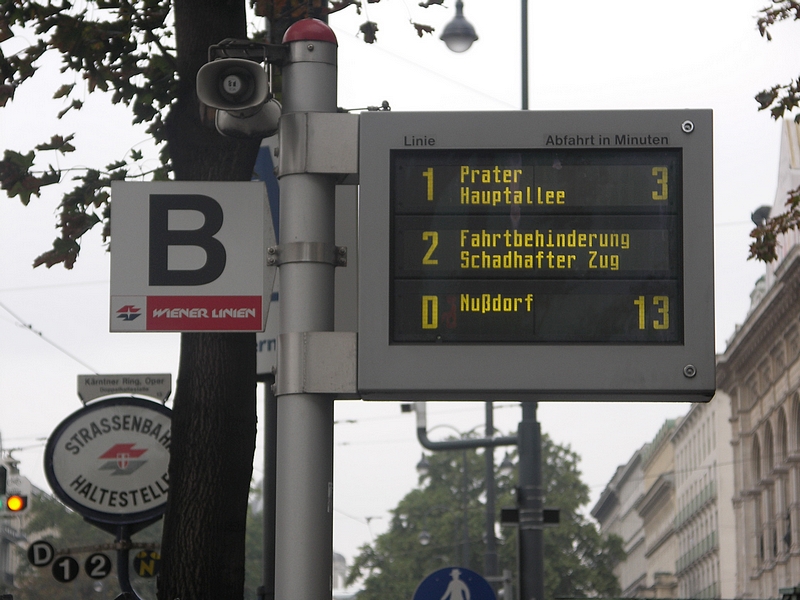 Linie Abfahrt in Minuten
1 Prater 3
Hauptallee
2 Fahrtbehinderung
Schadhafter Zug
D Nußdorf 13
B
WIENER LINIEN
Kärntner Ring, Oper
STRASSENBAHN
HALTESTELLE
D 1 2 N